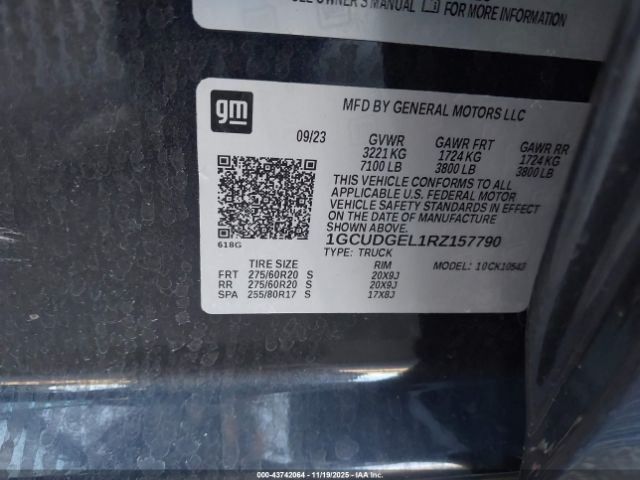 OWNER'S MANUAL FOR MORE INFORMATION
gm
MFD BY GENERAL MOTORS LLC
09/23 GVWR GAWR FRT GAWR RR
3221 KG 1724 KG 1724 KG
7100 LB 3800 LB 3800 LB
THIS VEHICLE CONFORMS TO ALL
APPLICABLE U.S. FEDERAL MOTOR
VEHICLE SAFETY STANDARDS IN EFFECT
ON THE DATE OF MANUFACTURE
SHOWN ABOVE.
618G
1GCUDGEL1RZ157790
TYPE: TRUCK
TIRE SIZE RIM MODEL: 10CK10543
FRT 275/60R20 S 20X9J
RR 275/60R20 S 20X9J
SPA 255/80R17 S 17X8J
000-43742064 - 11/19/2025 - IAAI.COM